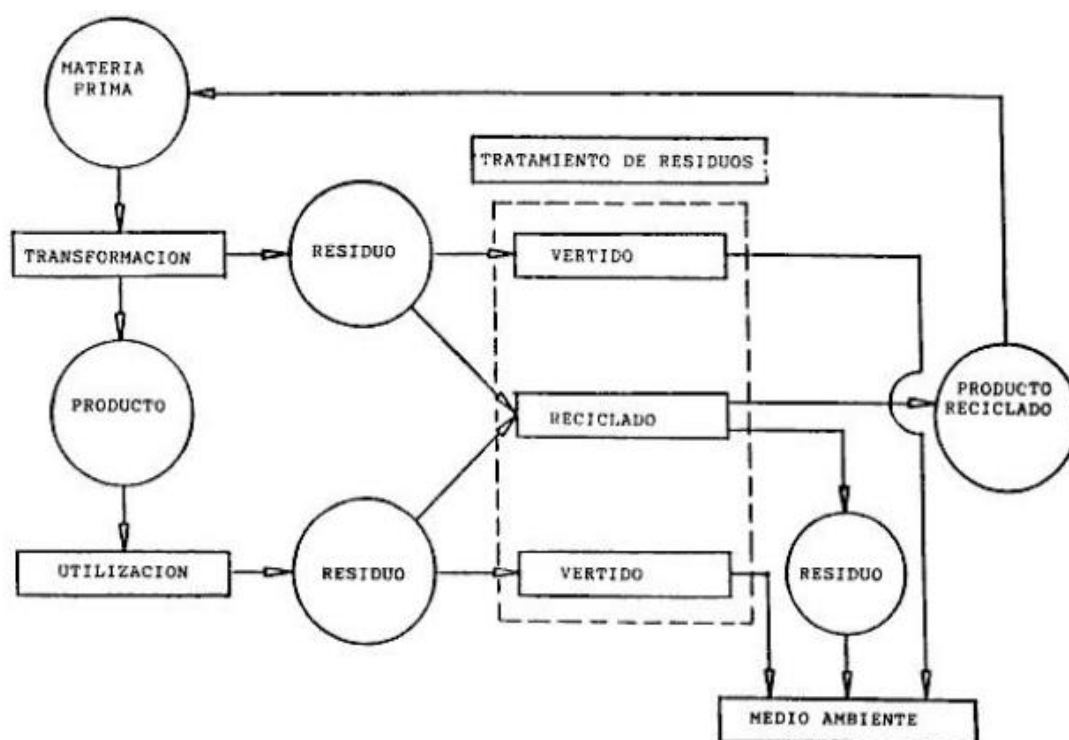 MATERIA
PRIMA
TRATAMIENTO DE RESIDUOS
TRANSFORMACION
RESIDUO
VERTIDO
PRODUCTO
RECICLADO
PRODUCTO
RECICLADO
UTILIZACION
RESIDUO
VERTIDO
RESIDUO
MEDIO AMBIENTE